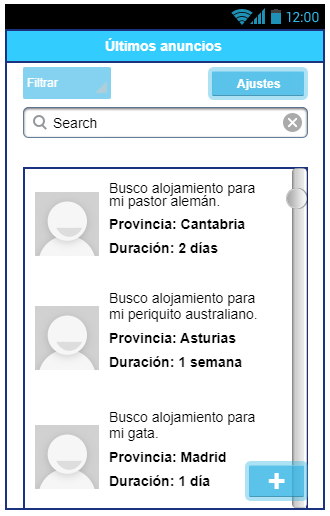 12:00
Últimos anuncios
Filtrar
Ajustes
Search
Busco alojamiento para
mi pastor alemán.
Provincia: Cantabria
Duración: 2 días
Busco alojamiento para
mi periquito australiano.
Provincia: Asturias
Duración: 1 semana
Busco alojamiento para
mi gata.
Provincia: Madrid
Duración: 1 día
+